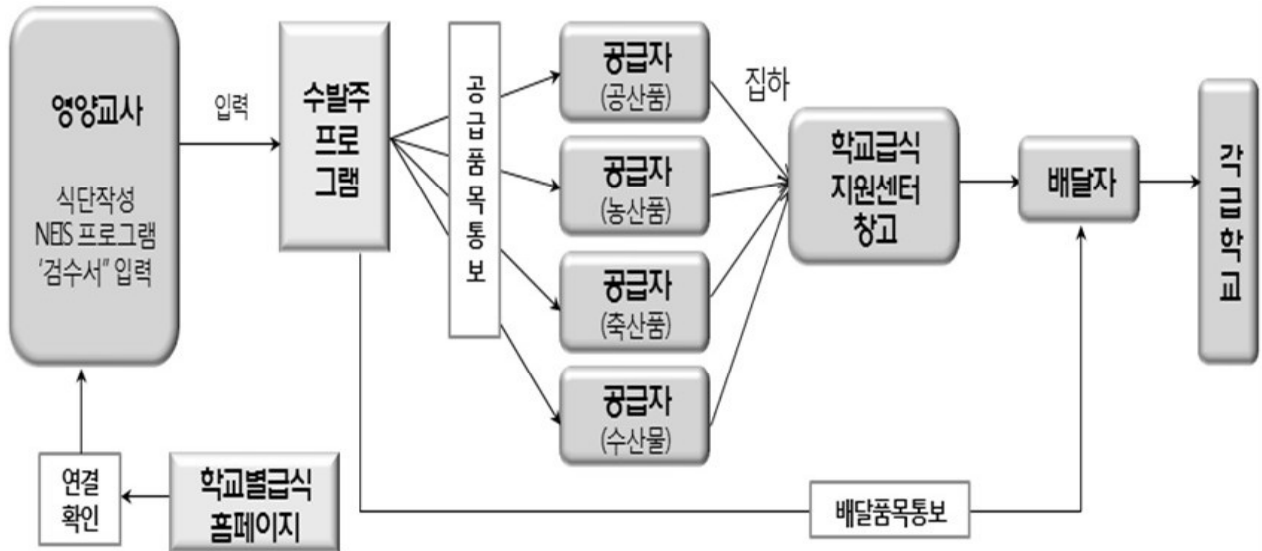 영양교사
식단작성
NEIS 프로그램
'검수서" 입력
입력
수발주
프로
그램
공
급
품
목
통
보
공급자
(공산품)
공급자
(농산품)
공급자
(축산품)
공급자
(수산물)
집하
학교급식
지원센터
창고
배달자
각
급
학
교
연결
확인
학교별급식
홈페이지
배달품목통보